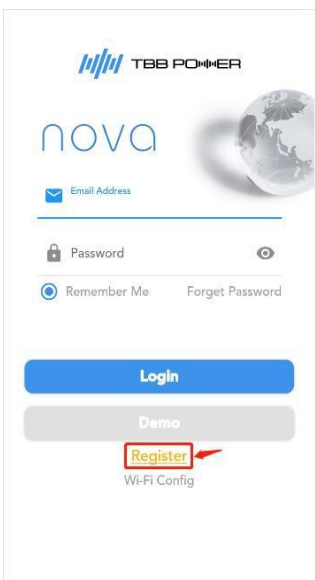 TBB POWER
nova
Email Address
Password
Remember Me Forget Password
Login
Demo
Register
Wi-Fi Config